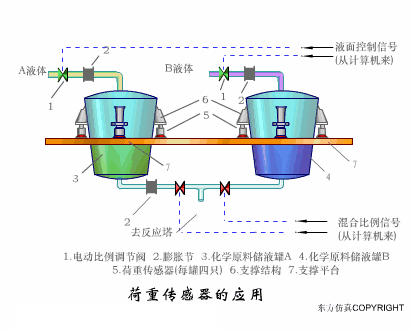 液面控制信号
(从计算机来)
A液体
2
B液体
1
2
1
6
5
7
7
3
4
2
去反应塔
混合比例信号
(从计算机来)
1.电动比例调节阀 2.膨胀节 3.化学原料储液罐A 4.化学原料储液罐B
5.荷重传感器(每罐四只) 6.支撑结构 7.支撑平台
荷重传感器的应用
东方仿真COPYRIGHT